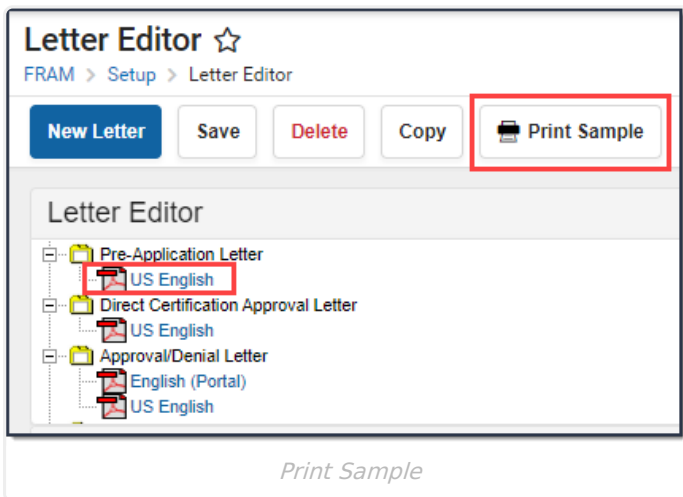 Letter Editor
FRAM > Setup > Letter Editor
New Letter Save Delete Copy Print Sample
Letter Editor
Pre-Application Letter
US English
Direct Certification Approval Letter
US English
Approval/Denial Letter
English (Portal)
US English
Print Sample